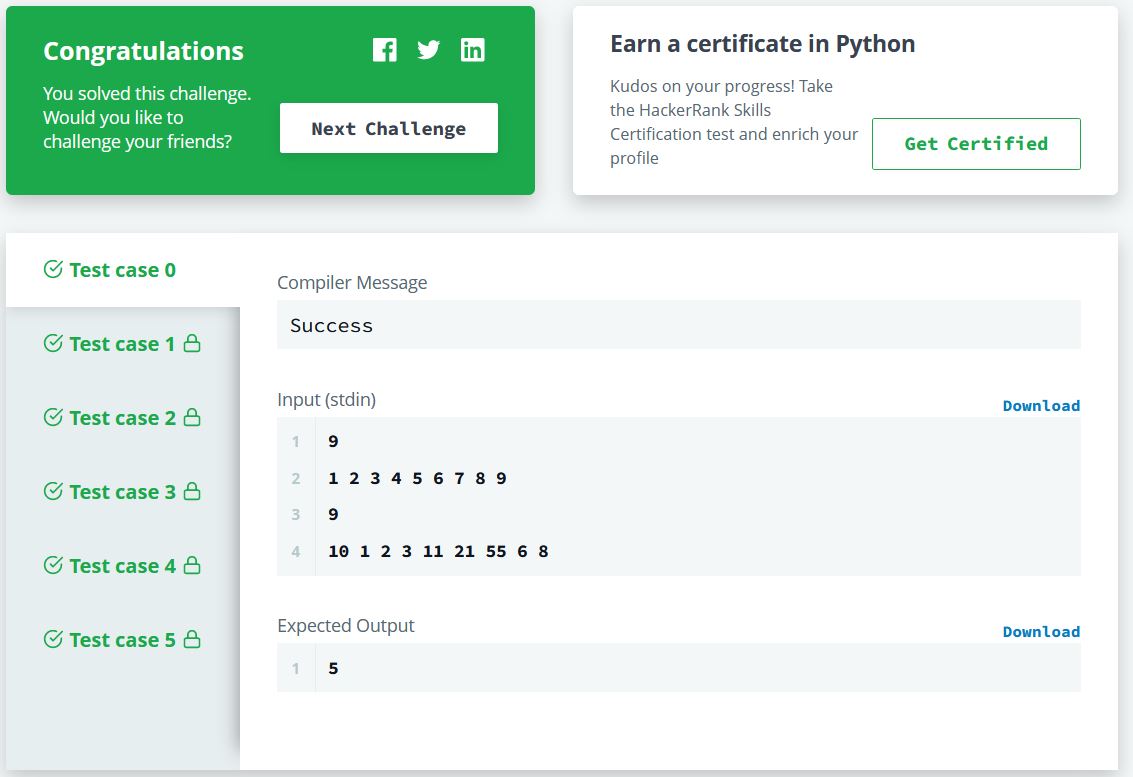 Congratulations
You solved this challenge.
Would you like to
challenge your friends?
Next Challenge
Earn a certificate in Python
Kudos on your progress! Take
the HackerRank Skills
Certification test and enrich your
profile
Get Certified
Test case 0
Test case 1
Test case 2
Test case 3
Test case 4
Test case 5
Compiler Message
Success
Input (stdin)
Download
1 9
2 1 2 3 4 5 6 7 8 9
3 9
4 10 1 2 3 11 21 55 6 8
Expected Output
Download
1 5